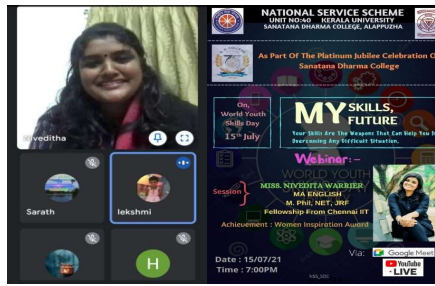 Niveditha
Sarath
lekshmi
H
NATIONAL SERVICE SCHEME
UNIT NO:40 KERALA UNIVERSITY
SANATANA DHARMA COLLEGE, ALAPPUZHA
As Part Of The Platinum Jubilee Celebration O
Sanatana Dharma College
On,
World Youth
Skills Day
15th July
MY SKILLS,
FUTURE
Your Skills Are The Weapons That Can Help You In
Overcoming Any Difficult Situation.
Webinar:-
WORLD YOUTH
Session
MISS. NIVEDITA WARRIER
MA ENGLISH
M. Phil, NET, JRF
Fellowship From Chennai IIT
Achievement : Women Inspiration Award
Date : 15/07/21
Time : 7:00PM
Via: Google Meet
YouTube
LIVE